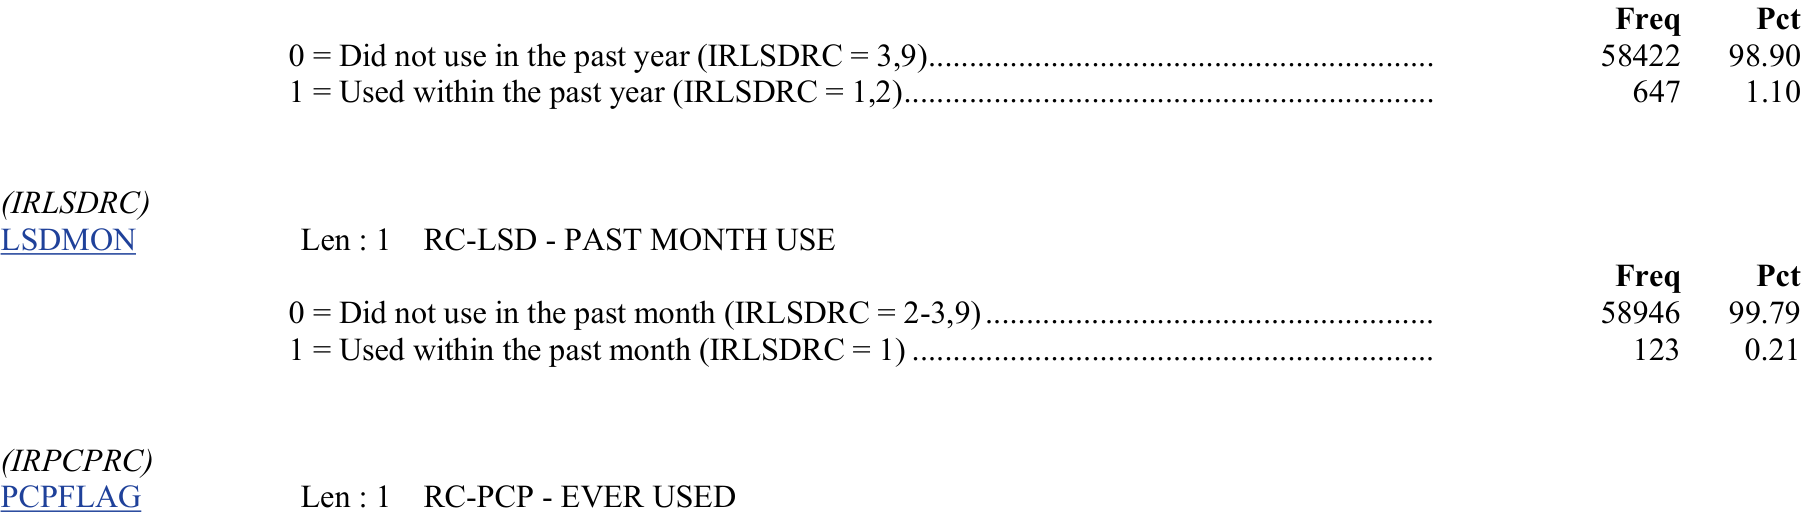 Freq Pct
0 = Did not use in the past year (IRLSDRC = 3,9)............................................................... 58422 98.90
1 = Used within the past year (IRLSDRC = 1,2).................................................................. 647 1.10
(IRLSDRC)
LSDMON Len : 1 RC-LSD - PAST MONTH USE
Freq Pct
0 = Did not use in the past month (IRLSDRC = 2-3,9)....................................................... 58946 99.79
1 = Used within the past month (IRLSDRC = 1)................................................................ 123 0.21
(IRPCPRC)
PCPFLAG Len : 1 RC-PCP - EVER USED